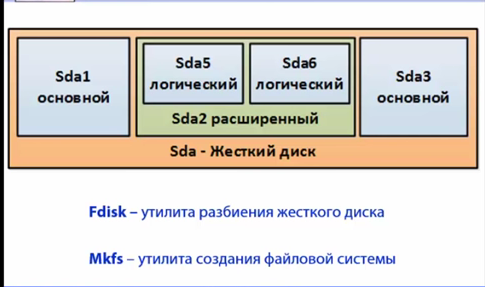 Sda1
основной
Sda5
логический
Sda6
логический
Sda2 расширенный
Sda3
основной
Sda - Жесткий диск
Fdisk – утилита разбиения жесткого диска
Mkfs – утилита создания файловой системы